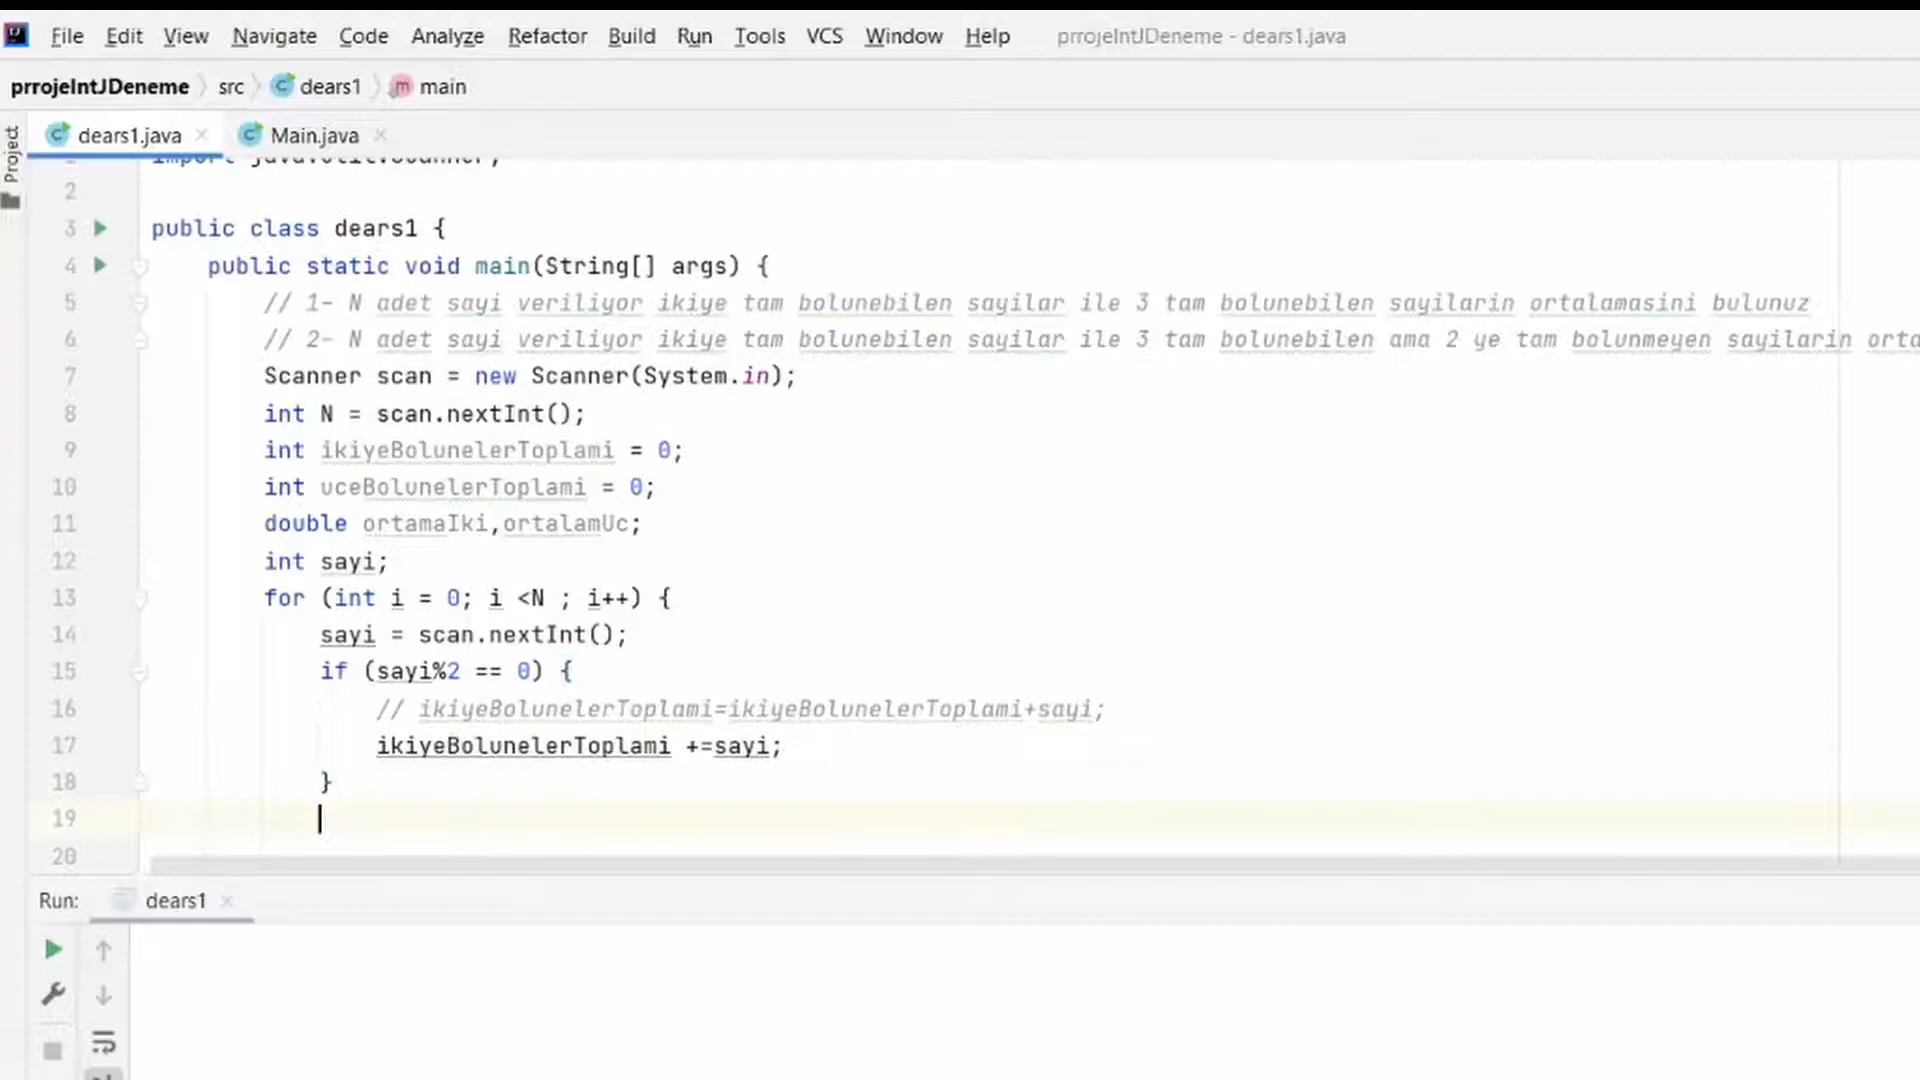 File Edit View Navigate Code Analyze Refactor Build Run Tools VCS Window Help prrojeIntJDeneme - dears1.java
prrojeIntJDeneme src dears1 main
Project
dears1.java Main.java
2
3 public class dears1 {
4 public static void main(String[] args) {
5 // 1- N adet sayi veriliyor ikiye tam bolunebilen sayilar ile 3 tam bolunebilen sayilarin ortalamasini bulunuz
6 // 2- N adet sayi veriliyor ikiye tam bolunebilen sayilar ile 3 tam bolunebilen ama 2 ye tam bolunmeyen sayilarin orta
7 Scanner scan = new Scanner(System.in);
8 int N = scan.nextInt();
9 int ikiyeBolunelerToplami = 0;
10 int uceBolunelerToplami = 0;
11 double ortamaIki,ortalamUc;
12 int sayi;
13 for (int i = 0; i <N ; i++) {
14 sayi = scan.nextInt();
15 if (sayi%2 == 0) {
16 // ikiyeBolunelerToplami=ikiyeBolunelerToplami+sayi;
17 ikiyeBolunelerToplami +=sayi;
18 }
19
20
Run: dears1